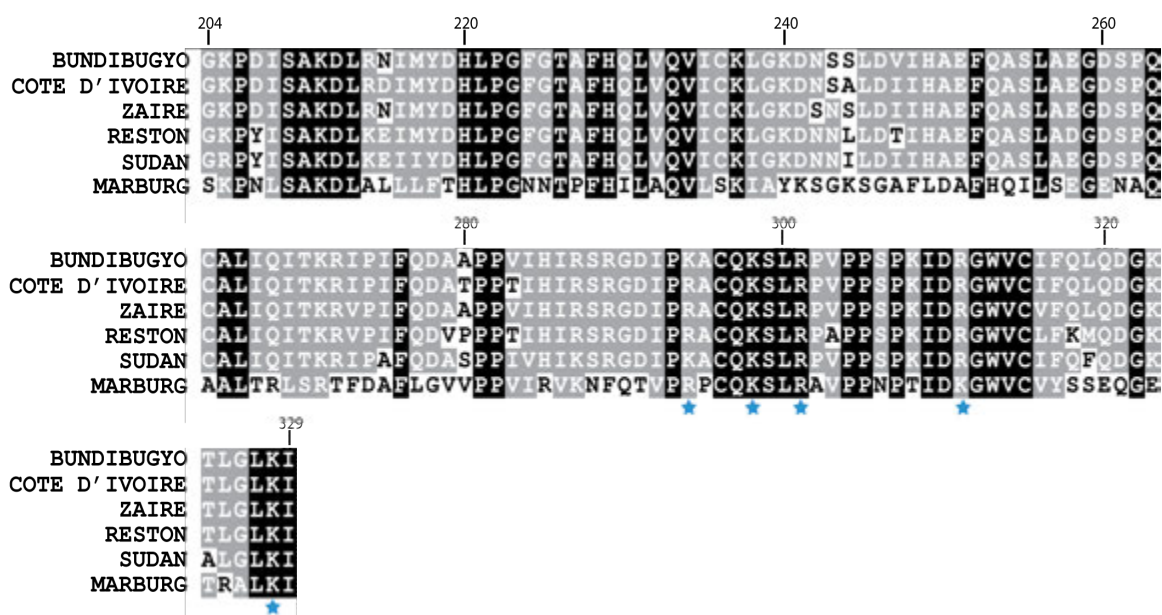 204 220 240 260
BUNDIBUGYO GKPDISAKDLRNIMYDHLPGFGTAFHQLVQVICKLGKDNSSLDVIHAEFQASLAEGDSPQ
COTE D'IVOIRE GKPDISAKDLRDIMYDHLPGFGTAFHQLVQVICKLGKDNSALDIIHAEFQASLAEGDSPQ
ZAIRE GKPDISAKDLRNIMYDHLPGFGTAFHQLVQVICKLGKDSNSLDIIHAEFQASLAEGDSPQ
RESTON GKPYISAKDLKEIMYDHLPGFGTAFHQLVQVICKLGKDNNLLDTIHAEFQASLADGDSPQ
SUDAN GRPYISAKDLKEIIYDHLPGFGTAFHQLVQVICKIGKDNNILDIIHAEFQASLAEGDSPQ
MARBURG SKPNLSAKDLALLLFTHLPGNNTPFHILAQVLSKIAYKSGKSGAFLDAFHQILSEGENAQ
280 300 320
BUNDIBUGYO CALIQITKRIPIFQDAAPPVIHIRSRGDIPKACQKSLRPVPPSPKIDRGWVCIFQLQDGK
COTE D'IVOIRE CALIQITKRIPIFQDATPPTIHIRSRGDIPRACQKSLRPVPPSPKIDRGWVCIFQLQDGK
ZAIRE CALIQITKRVPIFQDAAPPVIHIRSRGDIPRACQKSLRPVPPSPKIDRGWVCVFQLQDGK
RESTON CALIQITKRVPIFQDVPPPTIHIRSRGDIPRACQKSLRPAPPSPKIDRGWVCLFKMQDGK
SUDAN CALIQITKRIPAFQDASPPIVHIKSRGDIPKACQKSLRPVPPSPKIDRGWVCIFQFQDGK
MARBURG AALTRLSRTFDAFLGVVPPVIRVKNFQTVPRPCQKSLRAVPPNPTIDKGWVCVYSSEQGE
329
BUNDIBUGYO TLGLKI
COTE D'IVOIRE TLGLKI
ZAIRE TLGLKI
RESTON TLGLKI
SUDAN ALGLKI
MARBURG TRALKI